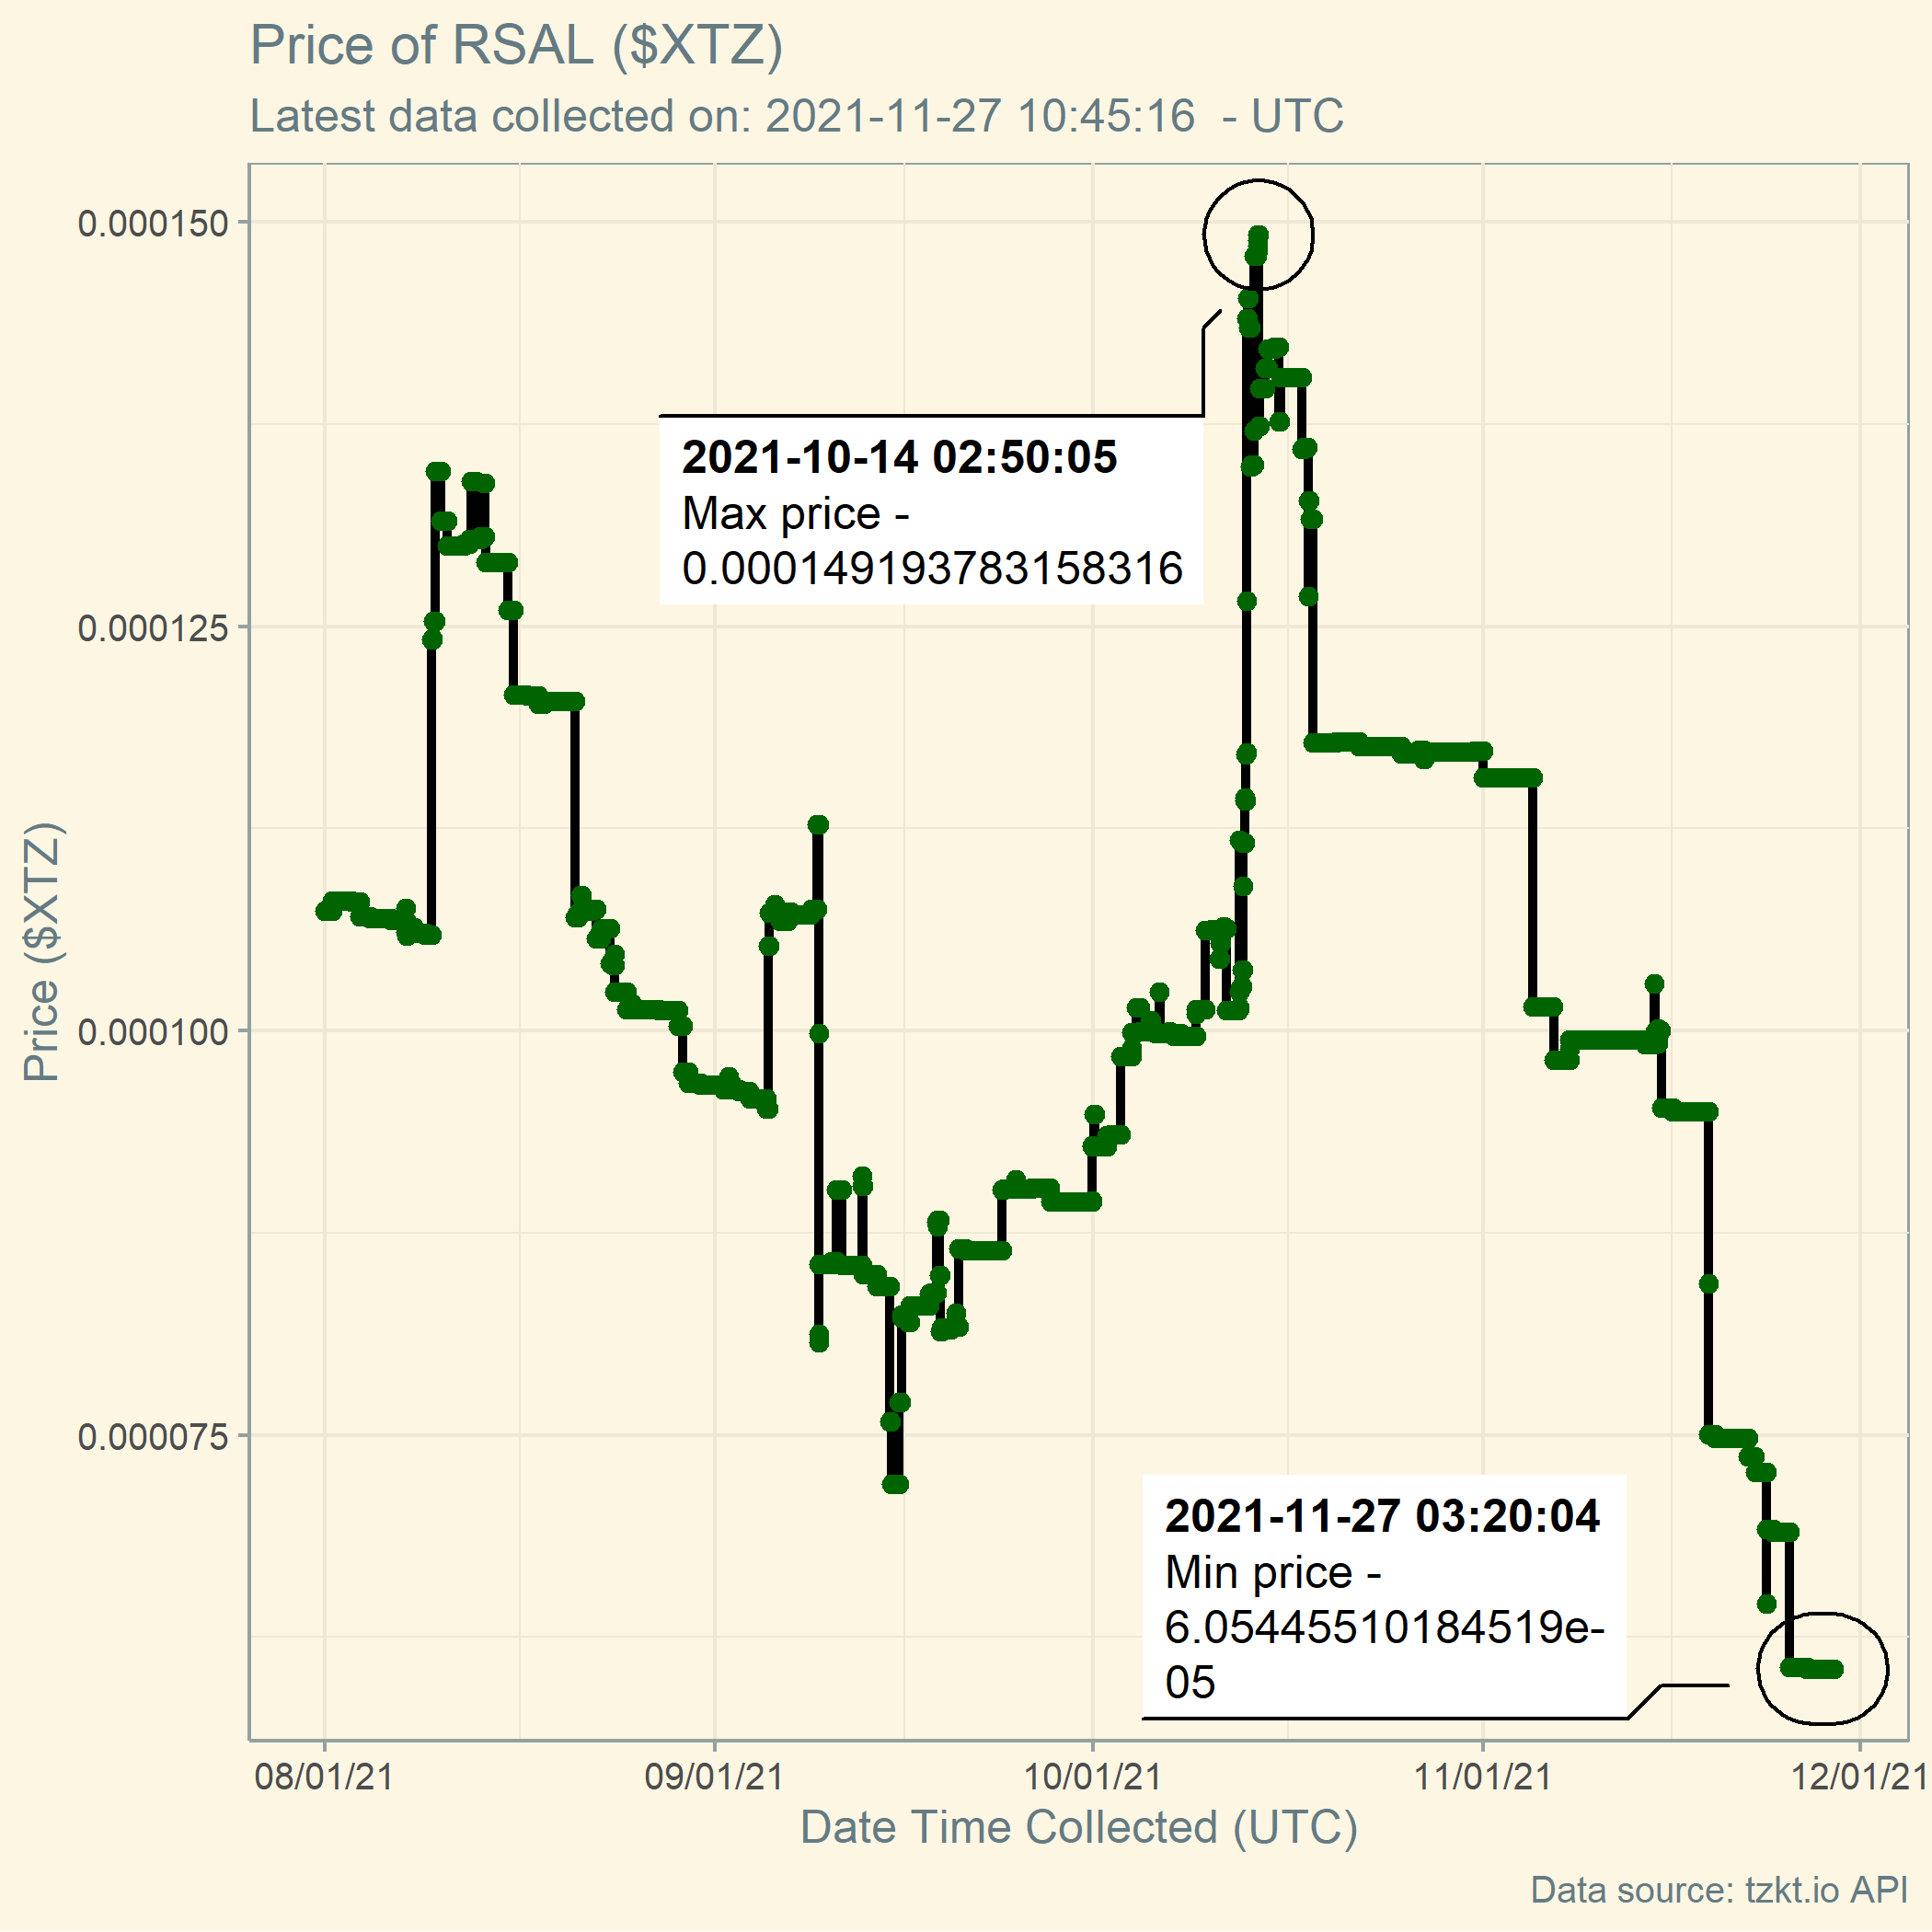 Price of RSAL ($XTZ)
Latest data collected on: 2021-11-27 10:45:16  - UTC
0.000150
0.000125
0.000100
0.000075
Price ($XTZ)
2021-10-14 02:50:05
Max price -
0.000149193783158316
2021-11-27 03:20:04
Min price -
6.05445510184519e-
05
08/01/21
09/01/21
10/01/21
11/01/21
12/01/21
Date Time Collected (UTC)
Data source: tzkt.io API